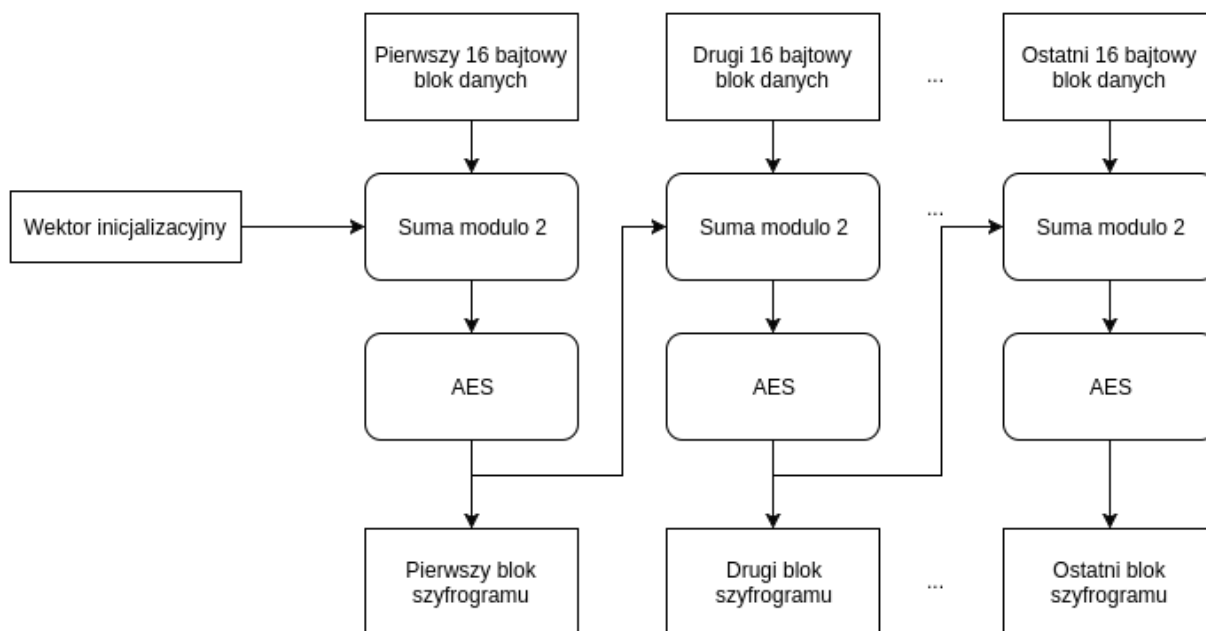 Pierwszy 16 bajtowy
blok danych
Drugi 16 bajtowy
blok danych
...
Ostatni 16 bajtowy
blok danych
Wektor inicjalizacyjny
Suma modulo 2
Suma modulo 2
...
Suma modulo 2
AES
AES
AES
Pierwszy blok
szyfrogramu
Drugi blok
szyfrogramu
...
Ostatni blok
szyfrogramu